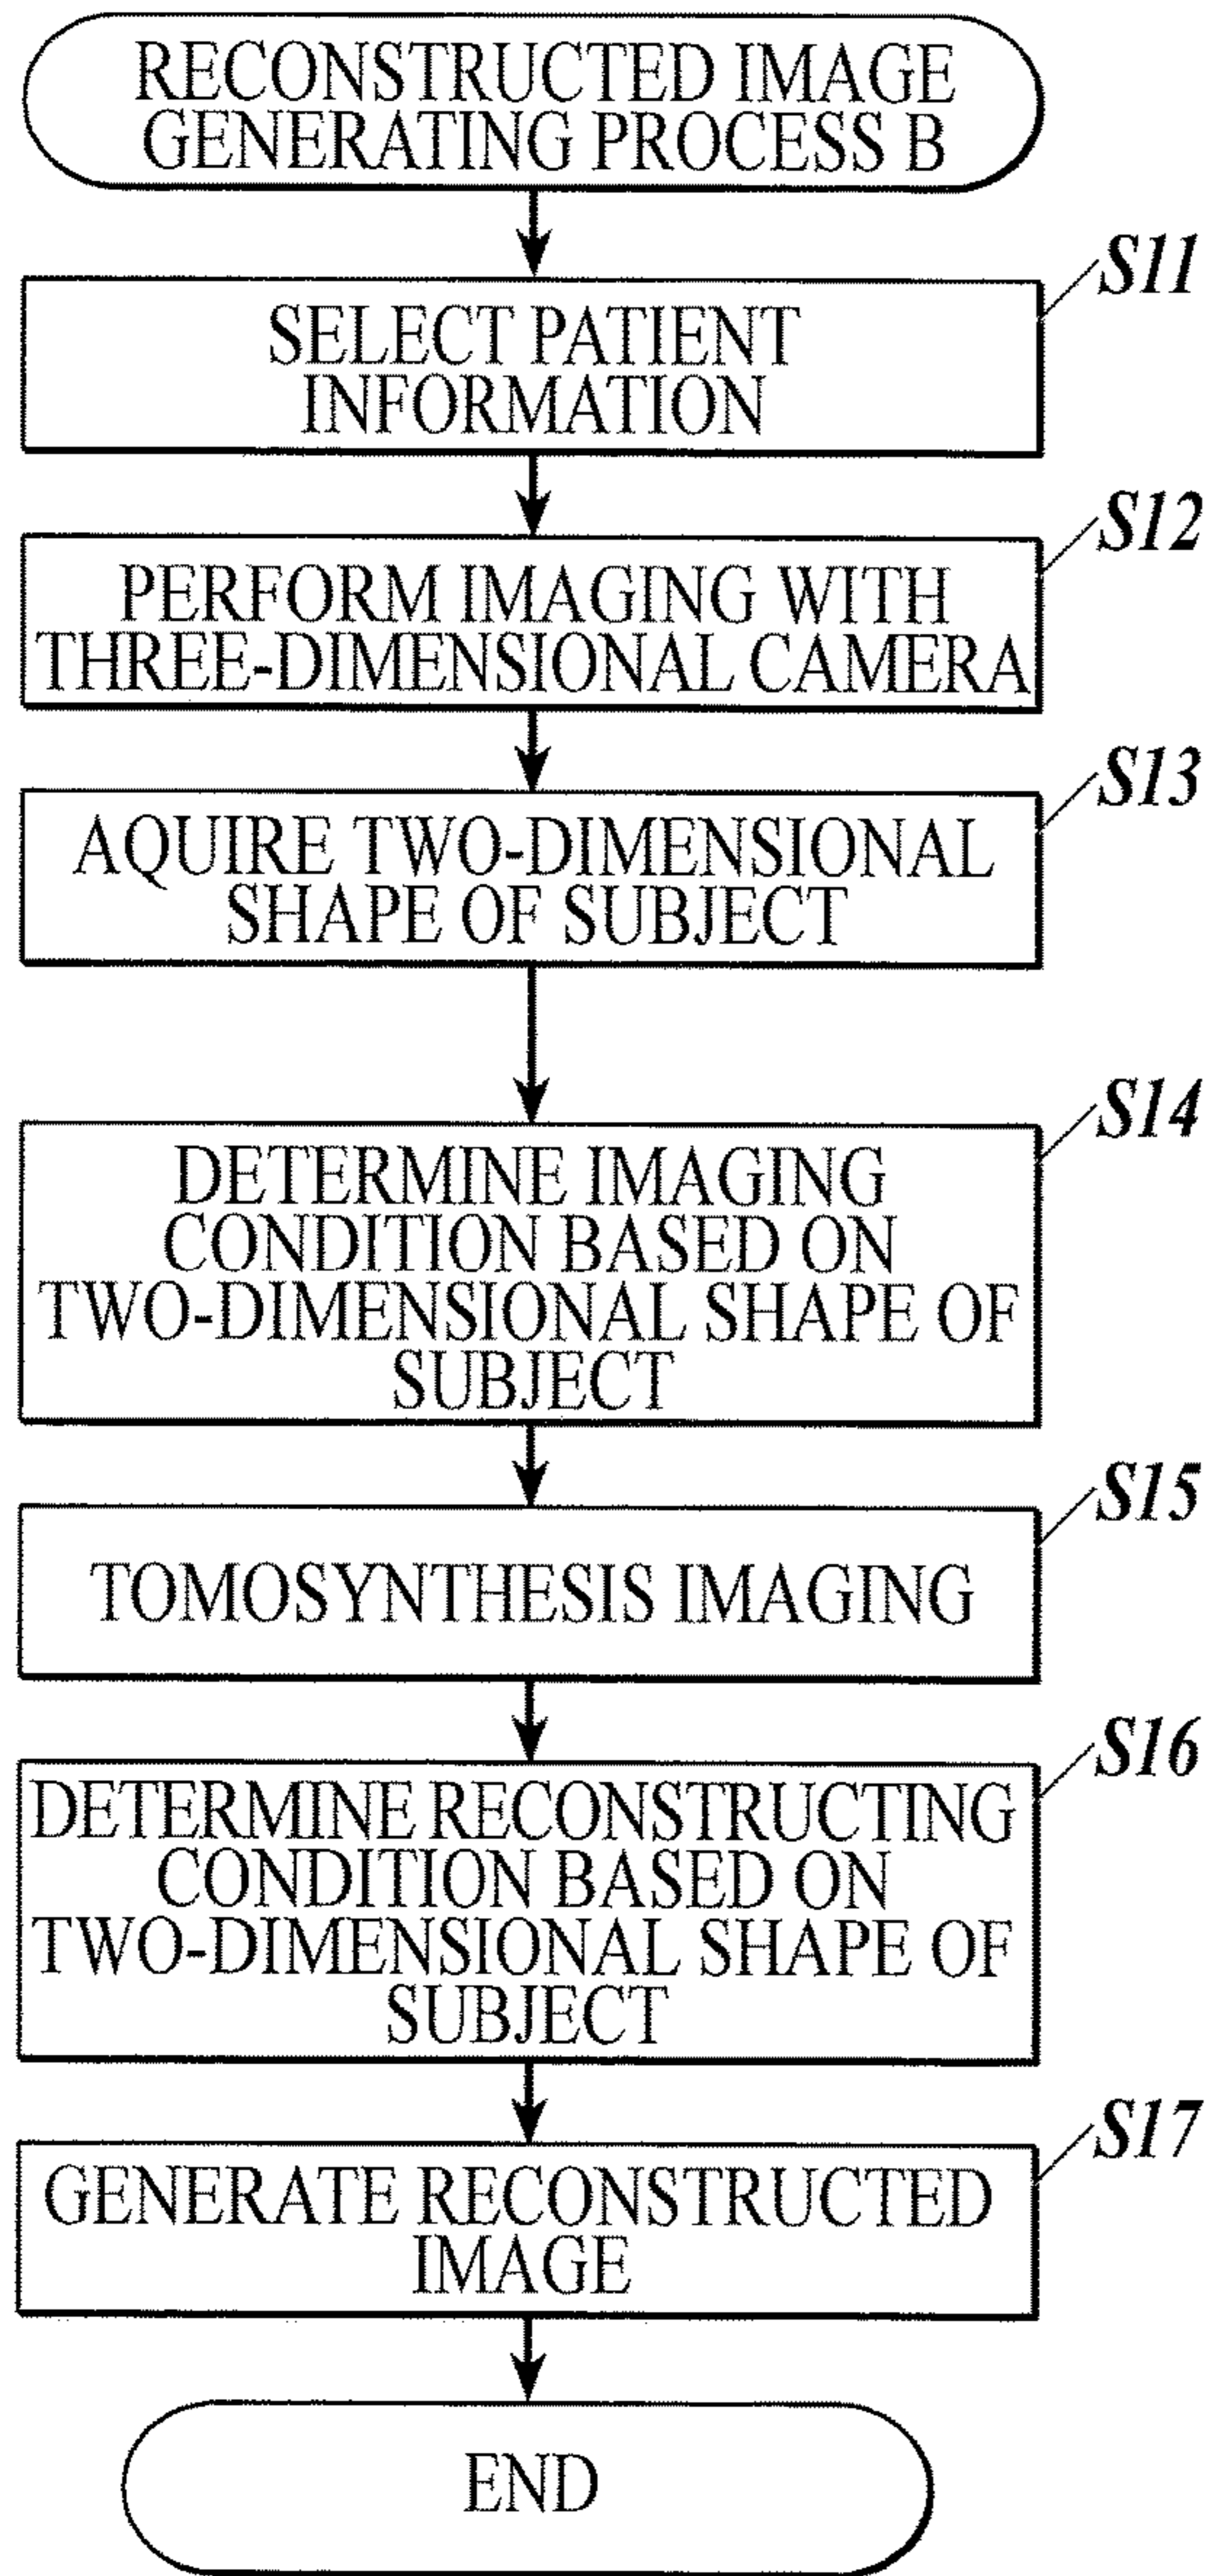 RECONSTRUCTED IMAGE
GENERATING PROCESS B
S11
SELECT PATIENT
INFORMATION
S12
PERFORM IMAGING WITH
THREE-DIMENSIONAL CAMERA
S13
AQUIRE TWO-DIMENSIONAL
SHAPE OF SUBJECT
S14
DETERMINE IMAGING
CONDITION BASED ON
TWO-DIMENSIONAL SHAPE OF
SUBJECT
S15
TOMOSYNTHESIS IMAGING
S16
DETERMINE RECONSTRUCTING
CONDITION BASED ON
TWO-DIMENSIONAL SHAPE OF
SUBJECT
S17
GENERATE RECONSTRUCTED
IMAGE
END